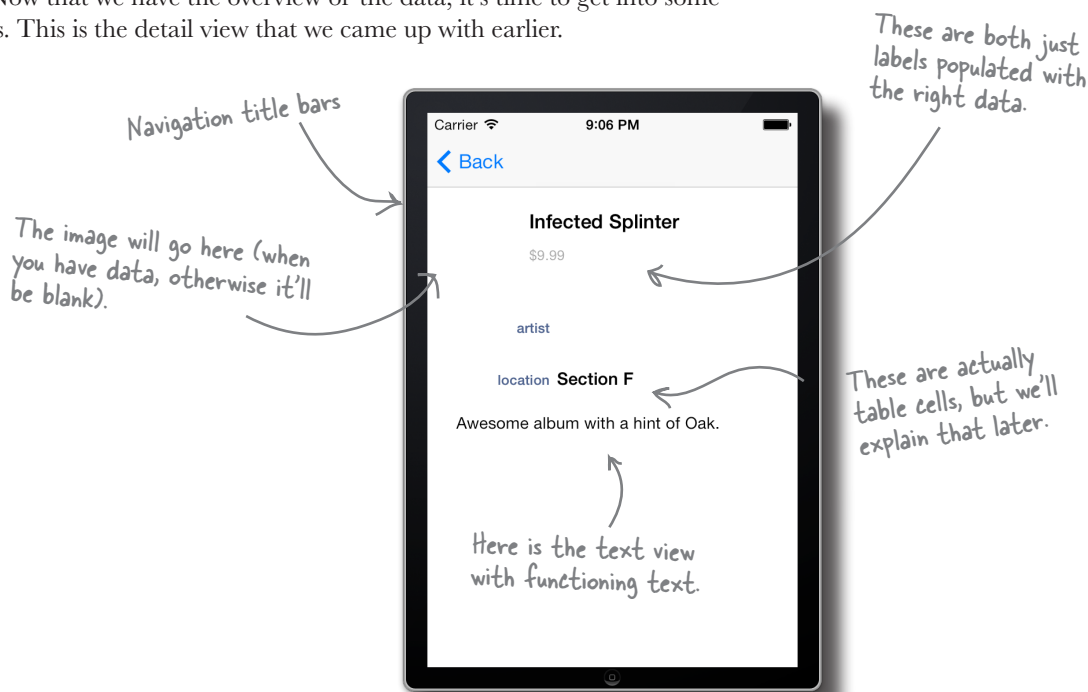 Now that we have the overview of the data, it's time to get into some
s. This is the detail view that we came up with earlier.
These are both just
labels populated with
the right data.
Navigation title bars
Carrier
9:06 PM
Back
The image will go here (when
you have data, otherwise it'll
be blank).
Infected Splinter
$9.99
artist
location Section F
These are actually
table cells, but we'll
explain that later.
Awesome album with a hint of Oak.
Here is the text view
with functioning text.